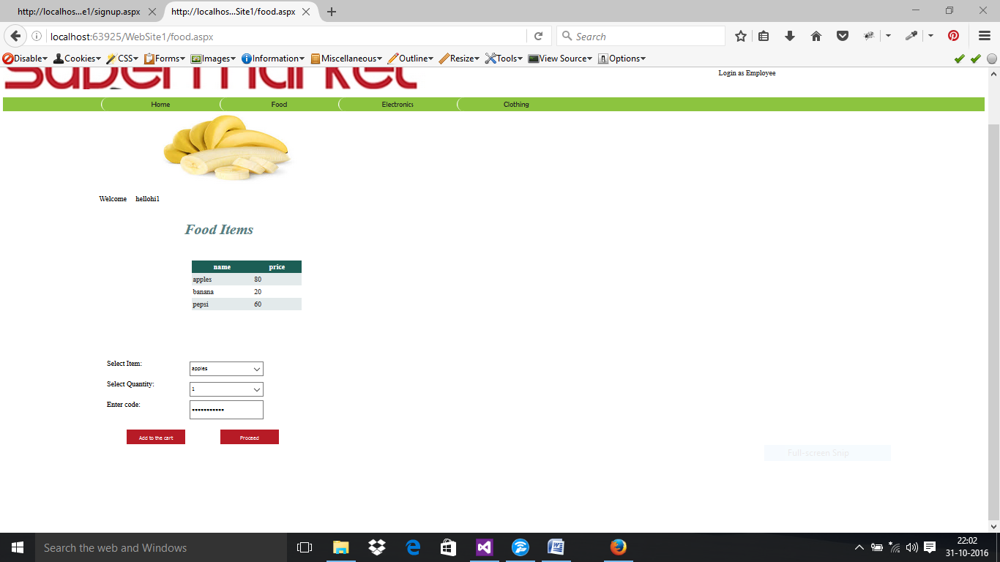 http://localhos...e1/signup.aspx http://localhos...Site1/food.aspx
localhost:63925/WebSite1/food.aspx Search
Disable Cookies CSS Forms Images Information Miscellaneous Outline Resize Tools View Source Options
Supermarket Login as Employee
Home Food Electronics Clothing
Welcome hellohi1
Food Items
name price
apples 80
banana 20
pepsi 60
Select Item: apples
Select Quantity: 1
Enter code: •••••••••••
Add to the cart Proceed
Full-screen Snip
Search the web and Windows
22:02
31-10-2016